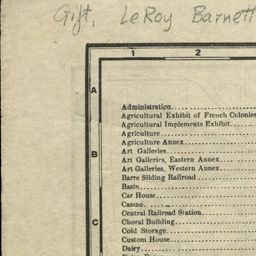 Gift, LeRoy Barnett
1 2
A
Administration
Agricultural Exhibit of French Colonies
Agricultural Implements Exhibit
Agriculture
Agriculture Annex
B
Art Galleries
Art Galleries, Eastern Annex
Art Galleries, Western Annex
Barre Sliding Railroad
Basin
Car House
Casino
Central Railroad Station
C
Choral Building
Cold Storage
Custom House
Dairy